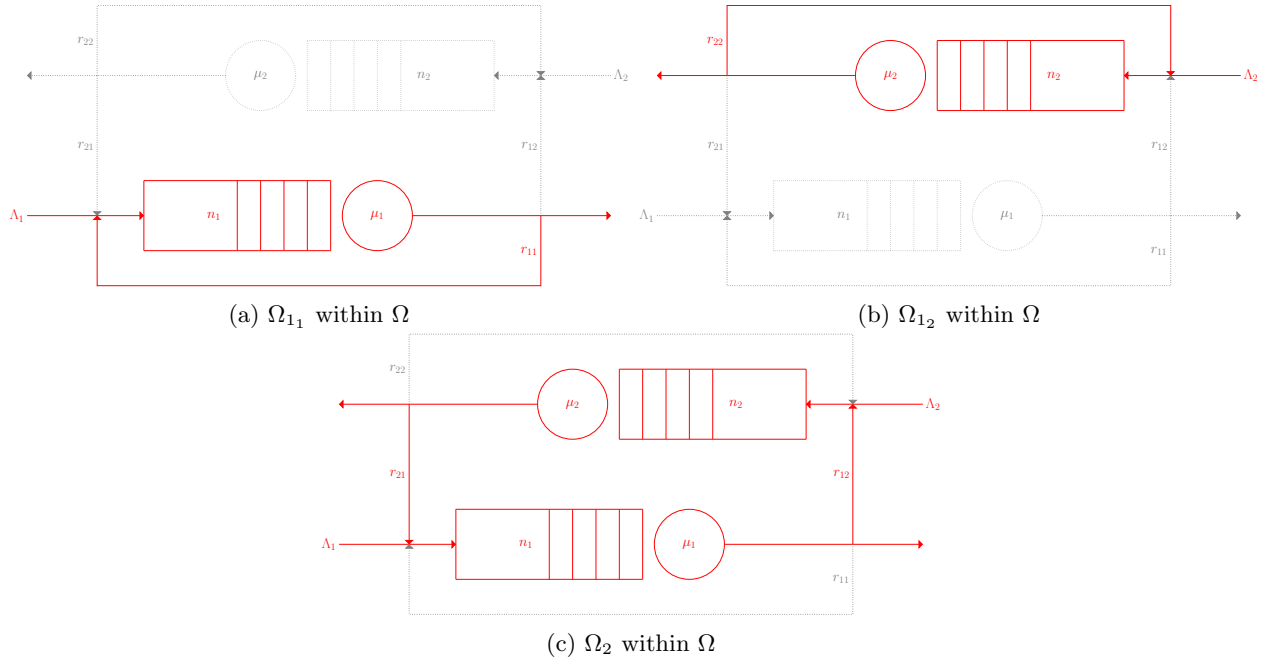 r₂₂
μ₂ n₂ Λ₂
r₂₁ r₁₂
Λ₁ n₁ μ₁
r₁₁
(a) Ω₁₁ within Ω
r₂₂
μ₂ n₂ Λ₂
r₂₁ r₁₂
Λ₁ n₁ μ₁
r₁₁
(b) Ω₁₂ within Ω
r₂₂
μ₂ n₂ Λ₂
r₂₁ r₁₂
Λ₁ n₁ μ₁
r₁₁
(c) Ω₂ within Ω